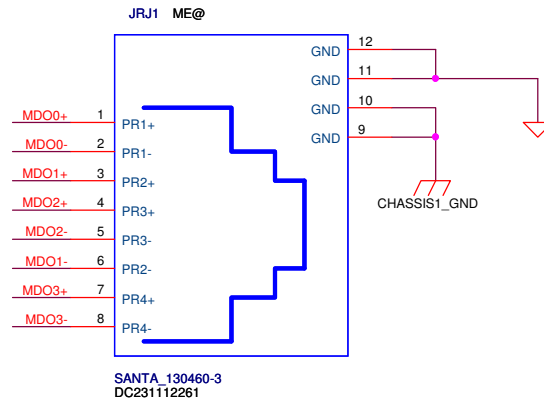 JRJ1 ME@
GND 12
GND 11
GND 10
GND 9
MDO0+ 1 PR1+
MDO0- 2 PR1-
MDO1+ 3 PR2+
MDO2+ 4 PR3+
MDO2- 5 PR3-
MDO1- 6 PR2-
MDO3+ 7 PR4+
MDO3- 8 PR4-
CHASSIS1_GND
SANTA_130460-3
DC231112261